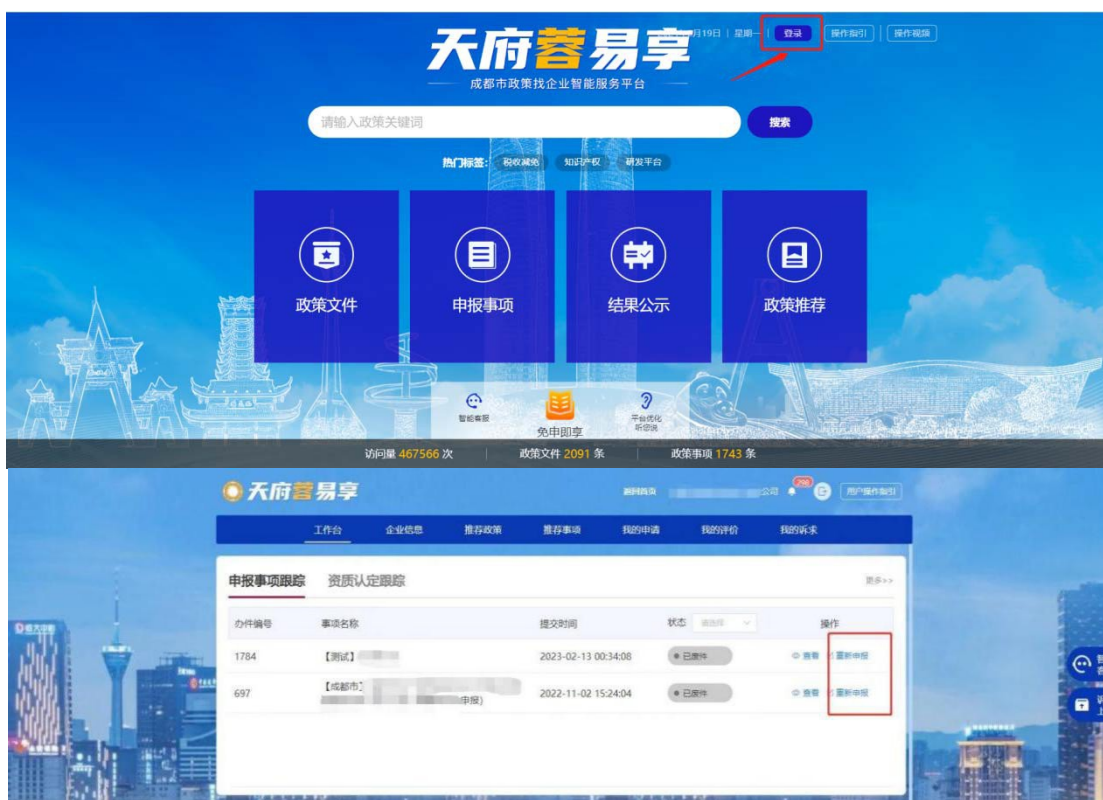 天府蓉易享
月19日 | 星期一 | 登录 操作指引 操作视频
成都市政策找企业智能服务平台
请输入政策关键词 搜索
热门标签： 税收减免 知识产权 研发平台
政策文件 申报事项 结果公示 政策推荐
智能客服 免申即享 平台优化
听您说
访问量 467566 次 | 政策文件 2091 条 | 政策事项 1743 条
天府蓉易享 返回首页 公司 298 用户操作指引
工作台 企业信息 推荐政策 推荐事项 我的申请 我的评价 我的诉求
申报事项跟踪 资质认定跟踪 更多>>
办件编号 事项名称 提交时间 状态 请选择 操作
1784 【测试】 2023-02-13 00:34:08 已废件 查看 重新申报
697 【成都市】 申报) 2022-11-02 15:24:04 已废件 查看 重新申报